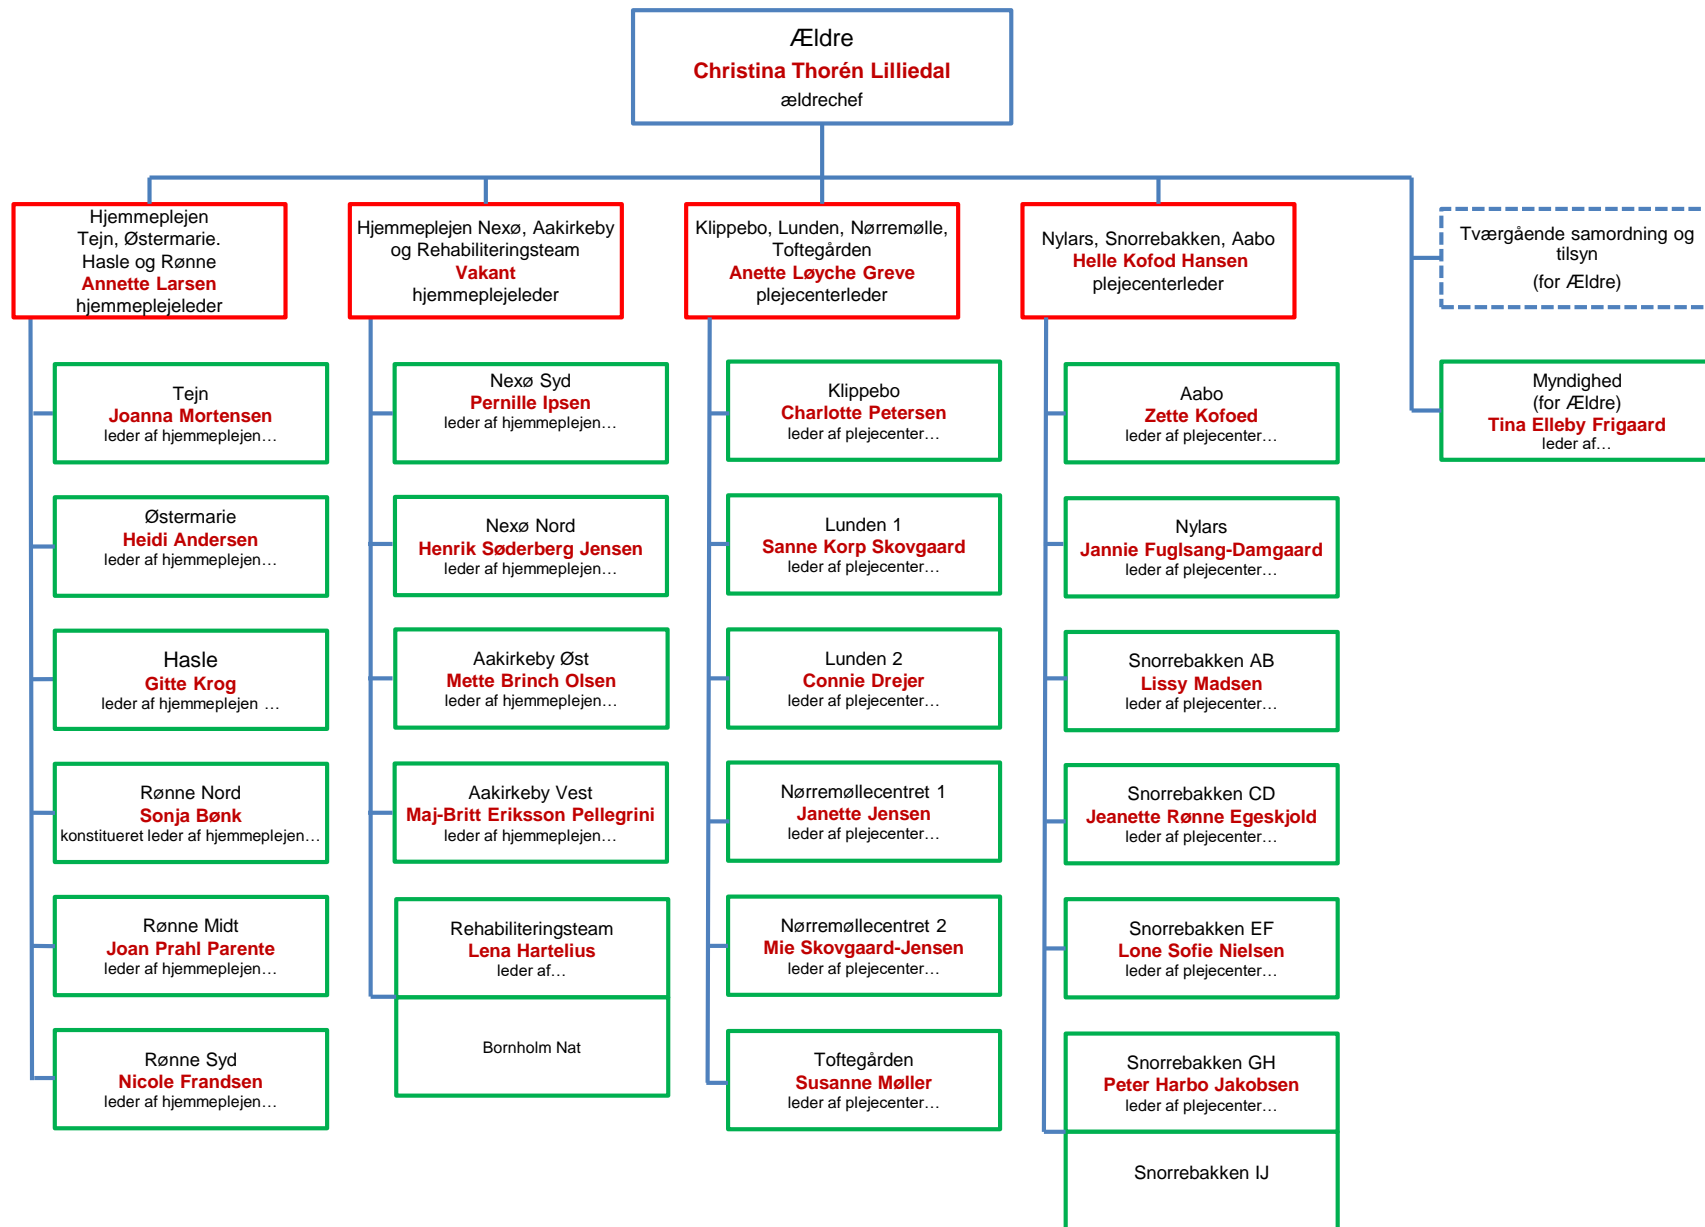 Ældre
Christina Thorén Lilliedal
ældrechef
Hjemmeplejen
Tejn, Østermarie.
Hasle og Rønne
Annette Larsen
hjemmeplejeleder
Hjemmeplejen Nexø, Aakirkeby
og Rehabiliteringsteam
Vakant
hjemmeplejeleder
Klippebo, Lunden, Nørremølle,
Toftegården
Anette Løyche Greve
plejecenterleder
Nylars, Snorrebakken, Aabo
Helle Kofod Hansen
plejecenterleder
Tværgående samordning og
tilsyn
(for Ældre)
Tejn
Joanna Mortensen
leder af hjemmeplejen…
Østermarie
Heidi Andersen
leder af hjemmeplejen…
Hasle
Gitte Krog
leder af hjemmeplejen …
Rønne Nord
Sonja Bønk
konstitueret leder af hjemmeplejen…
Rønne Midt
Joan Prahl Parente
leder af hjemmeplejen…
Rønne Syd
Nicole Frandsen
leder af hjemmeplejen…
Nexø Syd
Pernille Ipsen
leder af hjemmeplejen…
Nexø Nord
Henrik Søderberg Jensen
leder af hjemmeplejen…
Aakirkeby Øst
Mette Brinch Olsen
leder af hjemmeplejen…
Aakirkeby Vest
Maj-Britt Eriksson Pellegrini
leder af hjemmeplejen…
Rehabiliteringsteam
Lena Hartelius
leder af…
Bornholm Nat
Klippebo
Charlotte Petersen
leder af plejecenter…
Lunden 1
Sanne Korp Skovgaard
leder af plejecenter…
Lunden 2
Connie Drejer
leder af plejecenter…
Nørremøllecentret 1
Janette Jensen
leder af plejecenter…
Nørremøllecentret 2
Mie Skovgaard-Jensen
leder af plejecenter…
Toftegården
Susanne Møller
leder af plejecenter…
Aabo
Zette Kofoed
leder af plejecenter…
Nylars
Jannie Fuglsang-Damgaard
leder af plejecenter…
Snorrebakken AB
Lissy Madsen
leder af plejecenter…
Snorrebakken CD
Jeanette Rønne Egeskjold
leder af plejecenter…
Snorrebakken EF
Lone Sofie Nielsen
leder af plejecenter…
Snorrebakken GH
Peter Harbo Jakobsen
leder af plejecenter…
Snorrebakken IJ
Myndighed
(for Ældre)
Tina Elleby Frigaard
leder af…